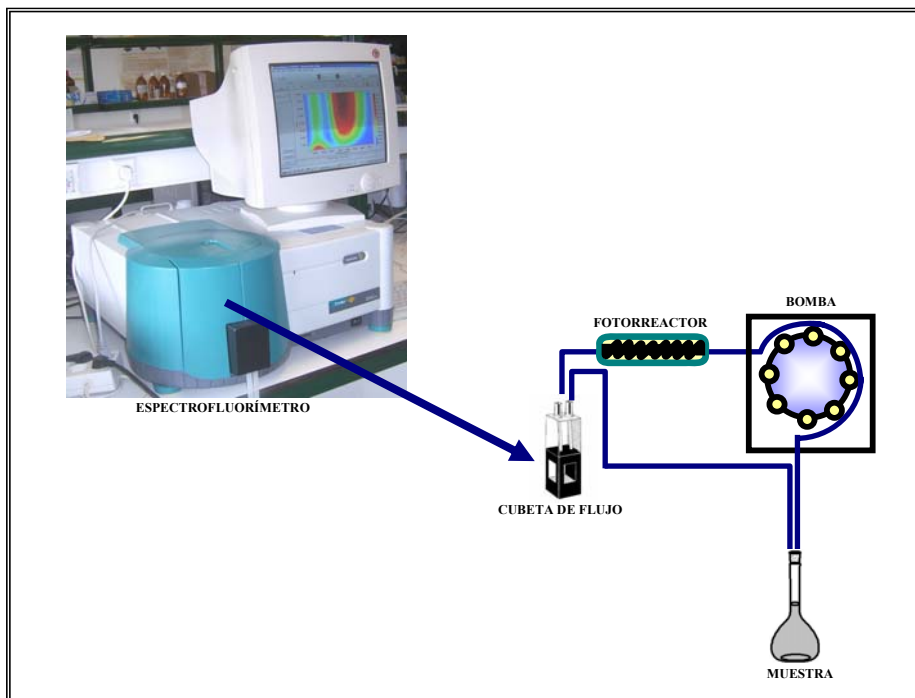 BOMBA
FOTORREACTOR
ESPECTROFLUORÍMETRO
CUBETA DE FLUJO
MUESTRA